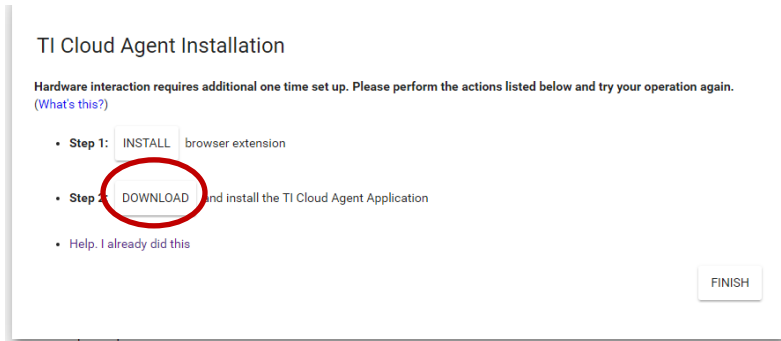 TI Cloud Agent Installation
Hardware interaction requires additional one time set up. Please perform the actions listed below and try your operation again.
(What's this?)
• Step 1: INSTALL browser extension
• Step 2: DOWNLOAD and install the TI Cloud Agent Application
• Help. I already did this
FINISH